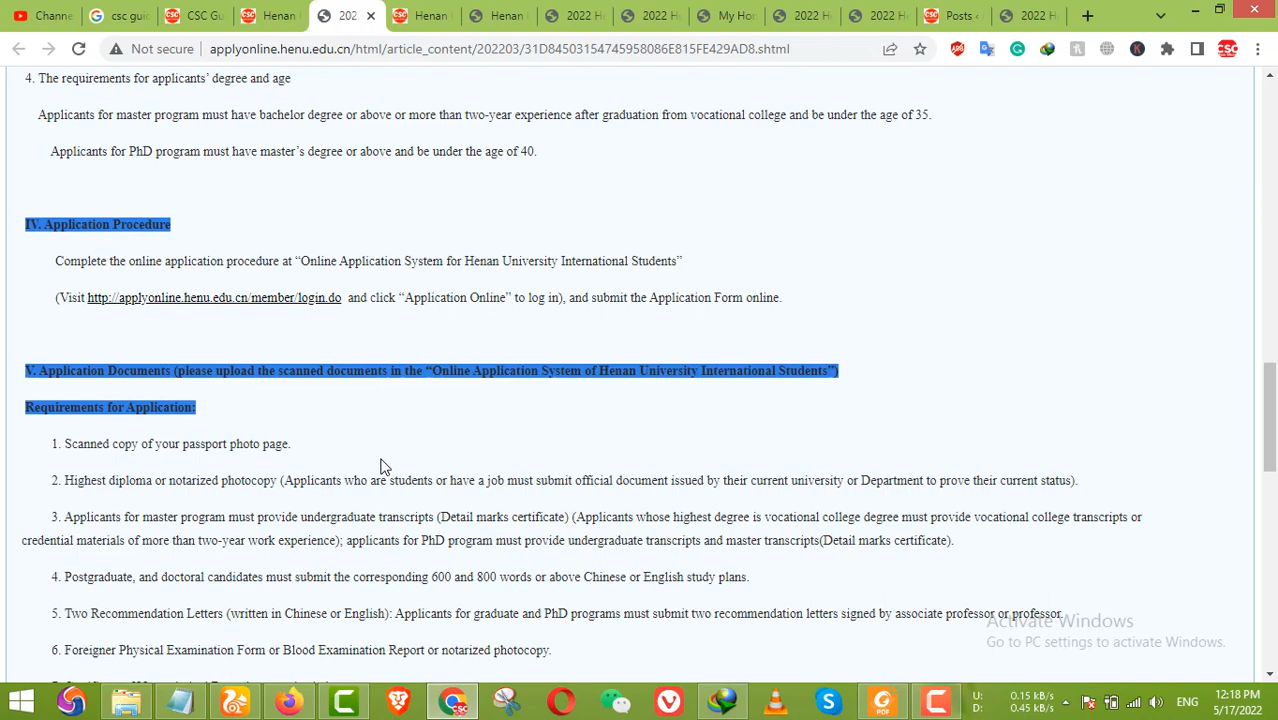 Channe
csc guid
CSC Gu
Henan
202
Henan
Henan
2022 He
2022 He
My Hon
2022 He
2022 He
Posts ‹
2022 He
Not secure
applyonline.henu.edu.cn/html/article_content/202203/31D84503154745958086E815FE429AD8.shtml
4. The requirements for applicants’ degree and age
Applicants for master program must have bachelor degree or above or more than two-year experience after graduation from vocational college and be under the age of 35.
Applicants for PhD program must have master’s degree or above and be under the age of 40.
IV. Application Procedure
Complete the online application procedure at “Online Application System for Henan University International Students”
(Visit http://applyonline.henu.edu.cn/member/login.do and click “Application Online” to log in), and submit the Application Form online.
V. Application Documents (please upload the scanned documents in the “Online Application System of Henan University International Students”)
Requirements for Application:
1. Scanned copy of your passport photo page.
2. Highest diploma or notarized photocopy (Applicants who are students or have a job must submit official document issued by their current university or Department to prove their current status).
3. Applicants for master program must provide undergraduate transcripts (Detail marks certificate) (Applicants whose highest degree is vocational college degree must provide vocational college transcripts or
credential materials of more than two-year work experience); applicants for PhD program must provide undergraduate transcripts and master transcripts(Detail marks certificate).
4. Postgraduate, and doctoral candidates must submit the corresponding 600 and 800 words or above Chinese or English study plans.
5. Two Recommendation Letters (written in Chinese or English): Applicants for graduate and PhD programs must submit two recommendation letters signed by associate professor or professor.
Activate Windows
Go to PC settings to activate Windows.
6. Foreigner Physical Examination Form or Blood Examination Report or notarized photocopy.
U: 0.15 kB/s
D: 0.45 kB/s
ENG
12:18 PM
5/17/2022